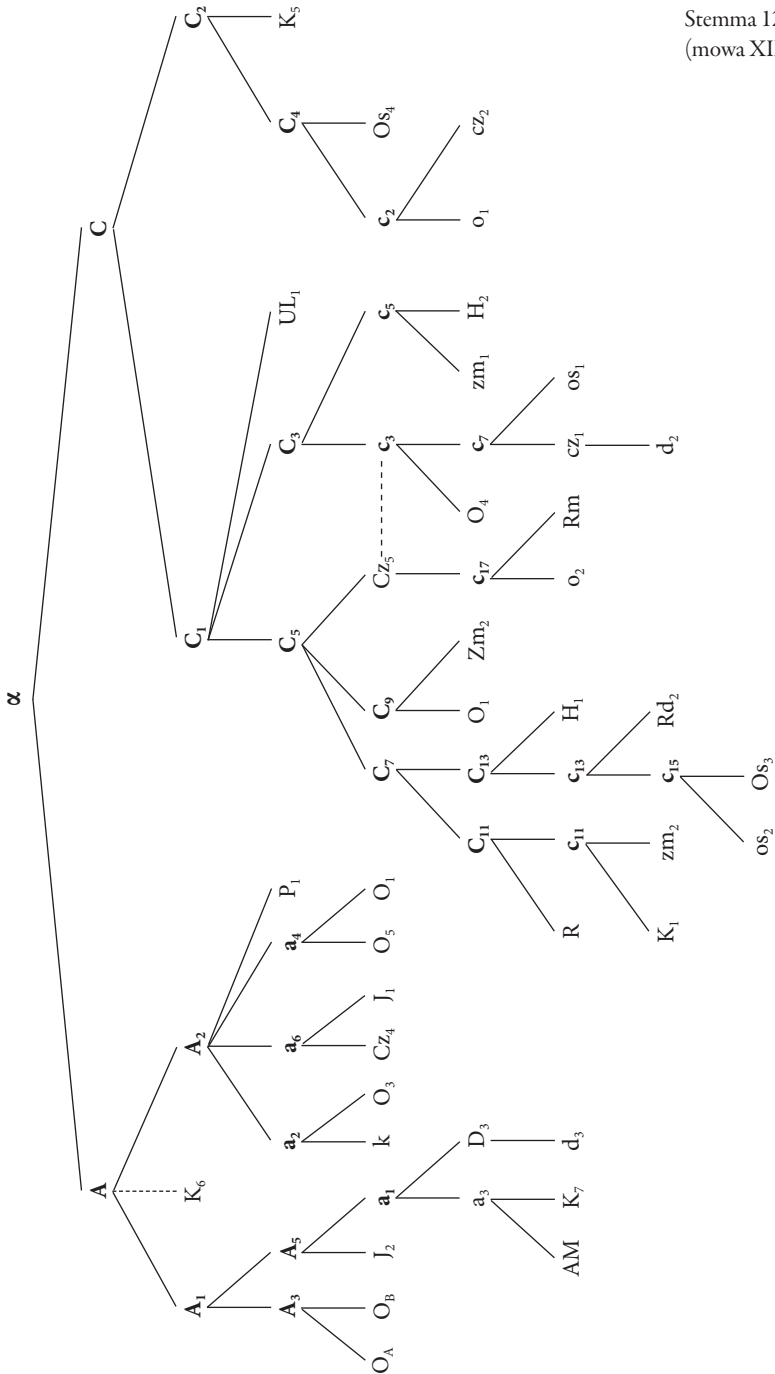 Stemma 12
(mowa XI
α
A C
A₁ K₆ A₂ C₁ C₂
A₃ A₅ a₂ a₆ a₄ P₁ C₅ C₃ UL₁ C₄ K₅
O_A O_B J₂ a₁ k O₃ Cz₄ J₁ O₅ O₁ C₇ C₉ Cz₅ c₃ c₅ c₂ Os₄
a₃ D₃ C₁₁ C₁₃ O₁ Zm₂ c₁₇ O₄ c₇ zm₁ H₂ o₁ cz₂
AM K₇ d₃ R c₁₁ c₁₃ H₁ o₂ Rm cz₁ os₁
K₁ zm₂ c₁₅ Rd₂ d₂
os₂ Os₃